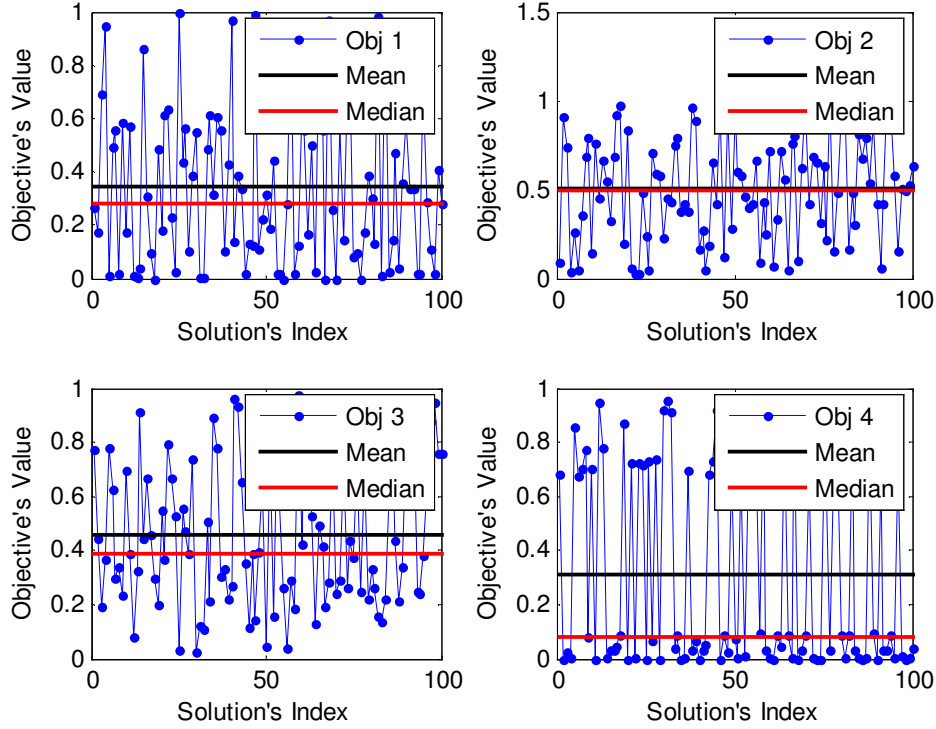 1
0.8
0.6
0.4
0.2
0
0
50
100
Objective's Value
Solution's Index
Obj 1
Mean
Median
1.5
1
0.5
0
0
50
100
Objective's Value
Solution's Index
Obj 2
Mean
Median
1
0.8
0.6
0.4
0.2
0
0
50
100
Objective's Value
Solution's Index
Obj 3
Mean
Median
1
0.8
0.6
0.4
0.2
0
0
50
100
Objective's Value
Solution's Index
Obj 4
Mean
Median